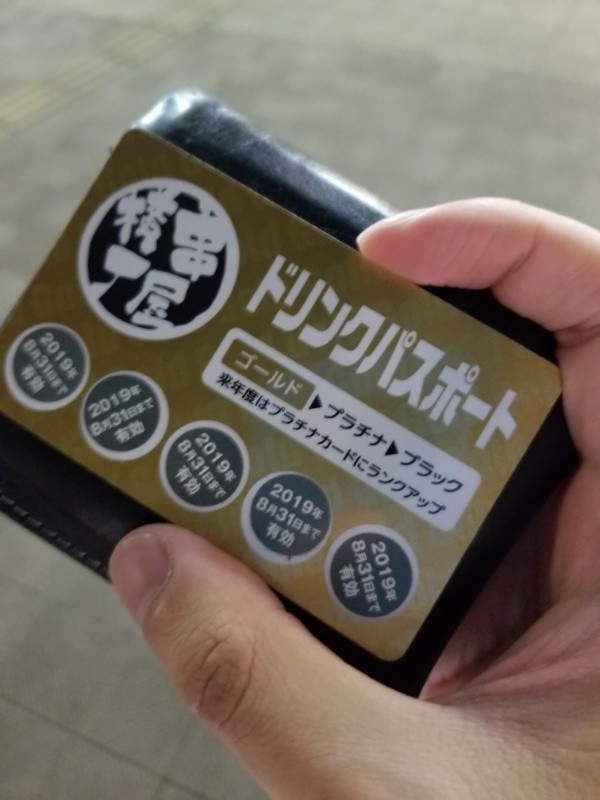 串屋
横丁
ドリンクパスポート
ゴールド▶プラチナ▶ブラック
来年度はプラチナカードにランクアップ
2019年
8月31日まで
有効
2019年
8月31日まで
有効
2019年
8月31日まで
有効
2019年
8月31日まで
有効
2019年
8月31日まで
有効